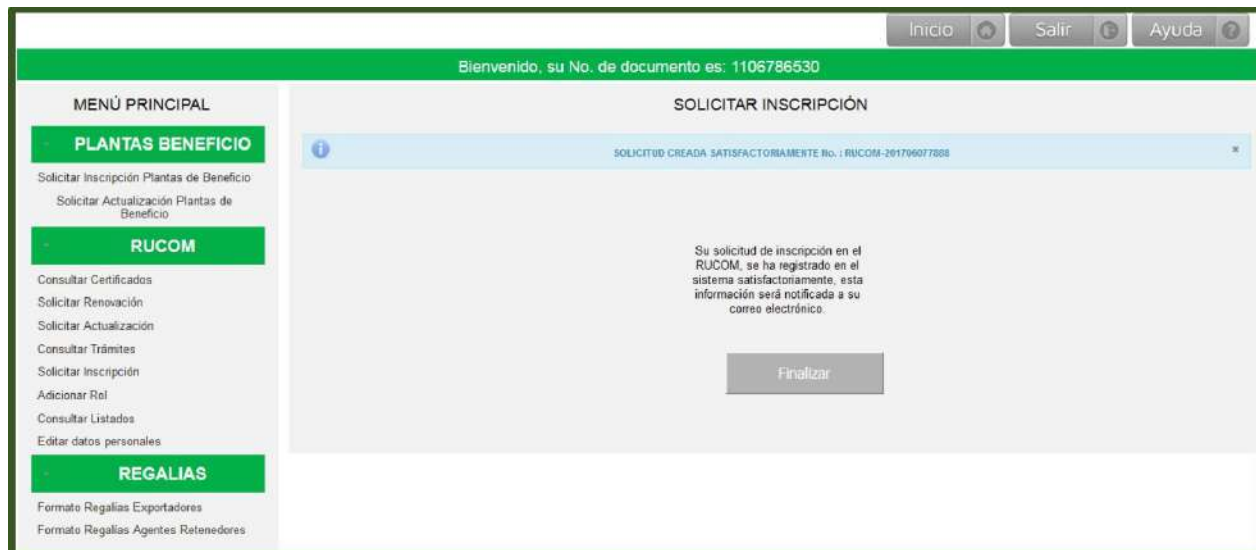 Inicio
Salir
Ayuda
Bienvenido, su No. de documento es: 1106786530
MENÙ PRINCIPAL
PLANTAS BENEFICIO
Solicitar Inscripción Plantas de Beneficio
Solicitar Actualización Plantas de
Beneficio
RUCOM
Consultar Certificados
Solicitar Renovación
Solicitar Actualización
Consultar Trámites
Solicitar Inscripción
Adicionar Rol
Consultar Listados
Editar datos personales
REGALIAS
Formato Regalías Exportadores
Formato Regalías Agentes Retenedores
SOLICITAR INSCRIPCIÓN
SOLICITUD CREADA SATISFACTORIAMENTE No. : RUCOM-201706077888
Su solicitud de inscripción en el
RUCOM, se ha registrado en el
sistema satisfactoriamente, esta
información será notificada a su
correo electrónico.
Finalizar